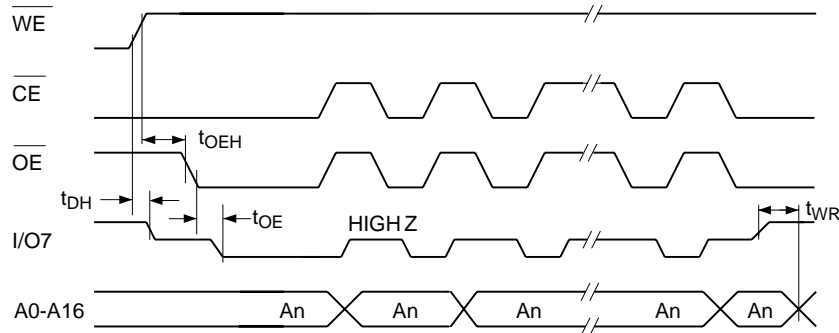 WE
CE
tOEH
OE
tDH
tOE
HIGH Z
tWR
I/O7
A0-A16
An
An
An
An
An